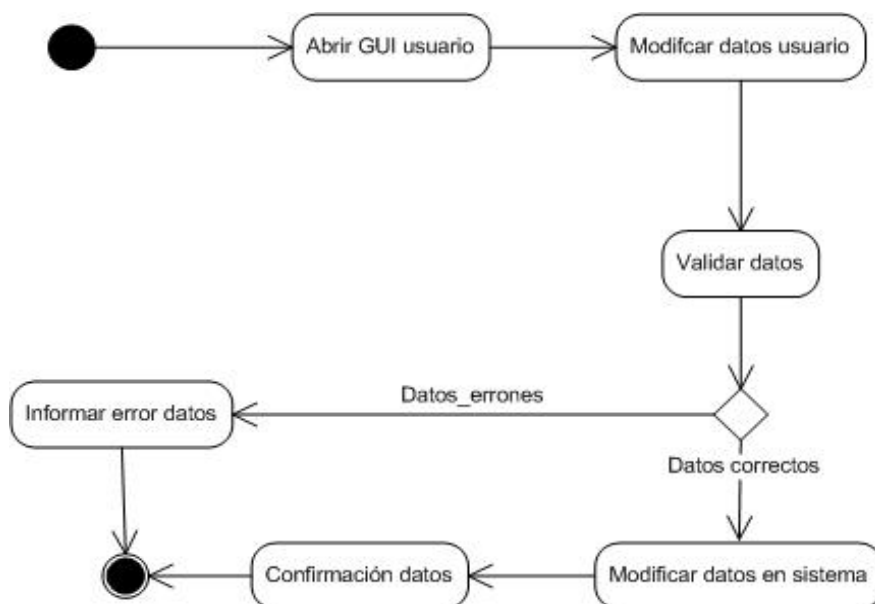 Abrir GUI usuario
Modifcar datos usuario
Validar datos
Datos_errones
Informar error datos
Datos correctos
Confirmación datos
Modificar datos en sistema